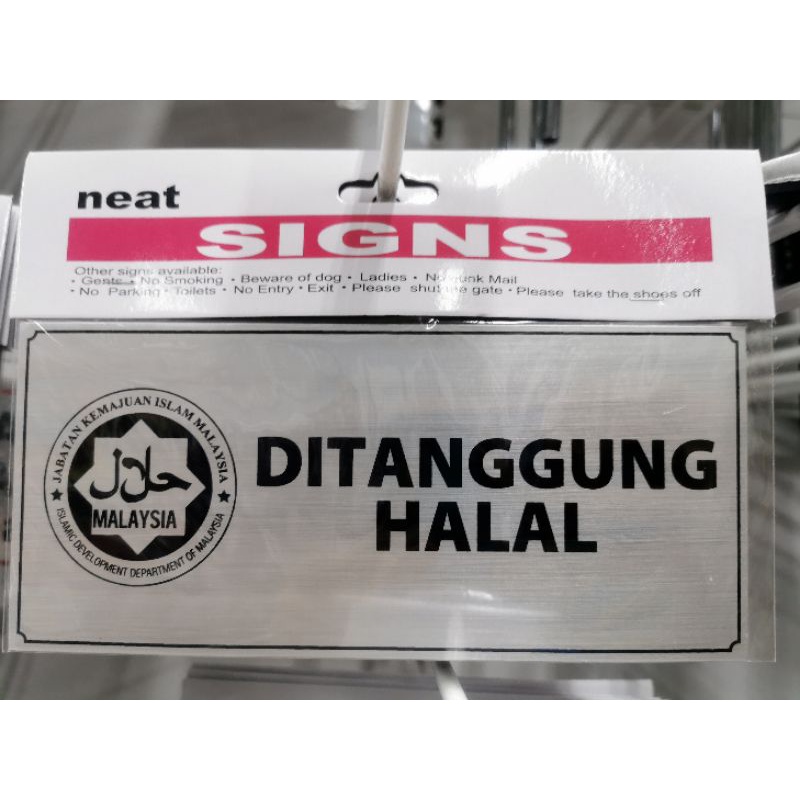 neat
SIGNS
Other signs available:
• Gents • No Smoking • Beware of dog • Ladies • No Junk Mail
• No Parking • Toilets • No Entry • Exit • Please shut the gate • Please take the shoes off
JABATAN KEMAJUAN ISLAM MALAYSIA
حلال
MALAYSIA
ISLAMIC DEVELOPMENT DEPARTMENT OF MALAYSIA
DITANGGUNG
HALAL